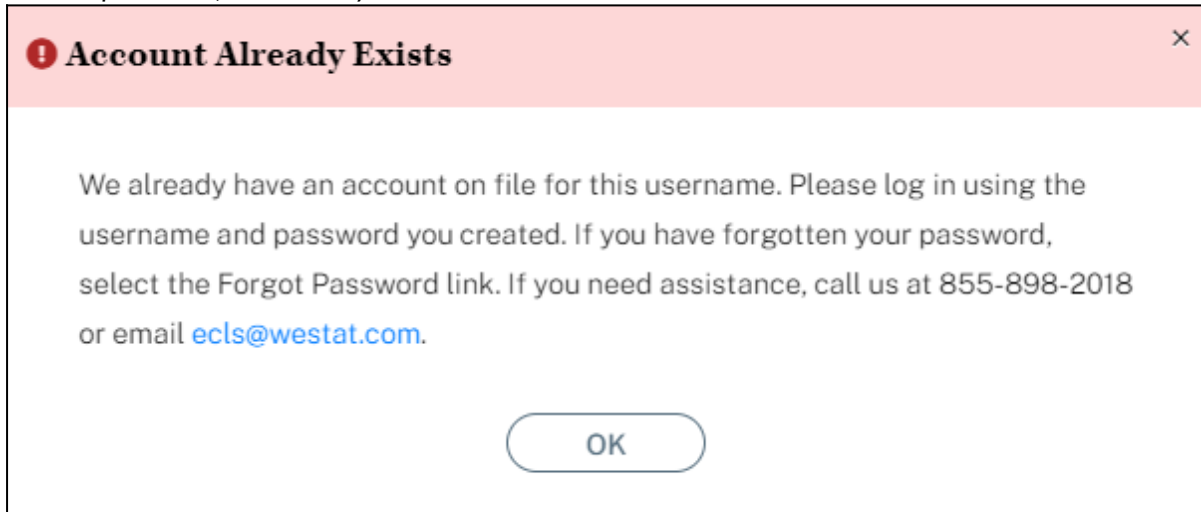 Account Already Exists
We already have an account on file for this username. Please log in using the
username and password you created. If you have forgotten your password,
select the Forgot Password link. If you need assistance, call us at 855-898-2018
or email ecls@westat.com.
OK